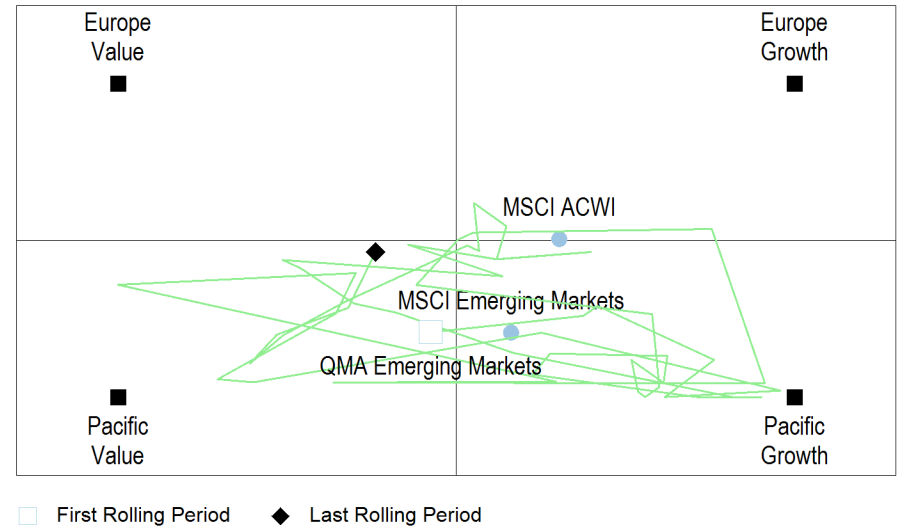 Europe
Value
Europe
Growth
MSCI ACWI
MSCI Emerging Markets
QMA Emerging Markets
Pacific
Value
Pacific
Growth
First Rolling Period
Last Rolling Period